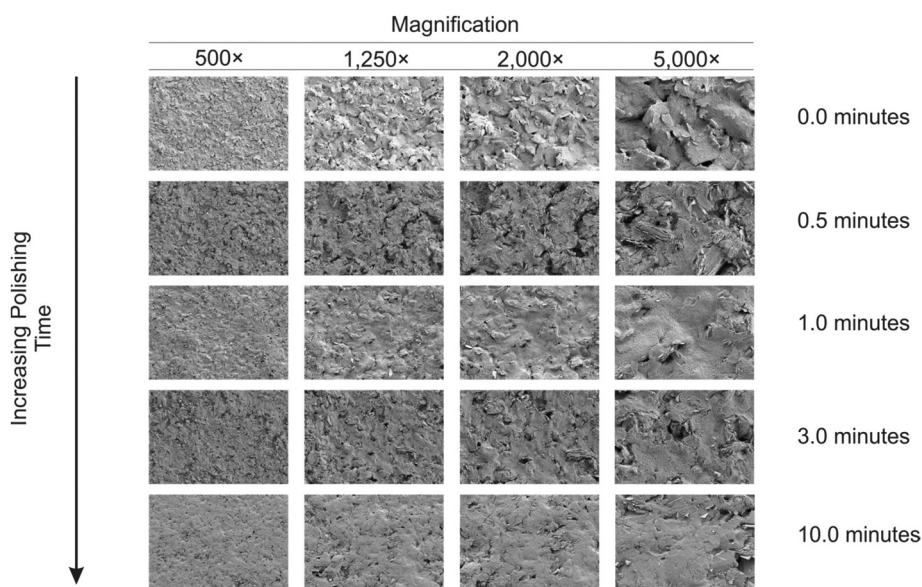 Magnification
500×
1,250×
2,000×
5,000×
0.0 minutes
0.5 minutes
1.0 minutes
3.0 minutes
10.0 minutes
Increasing Polishing
Time